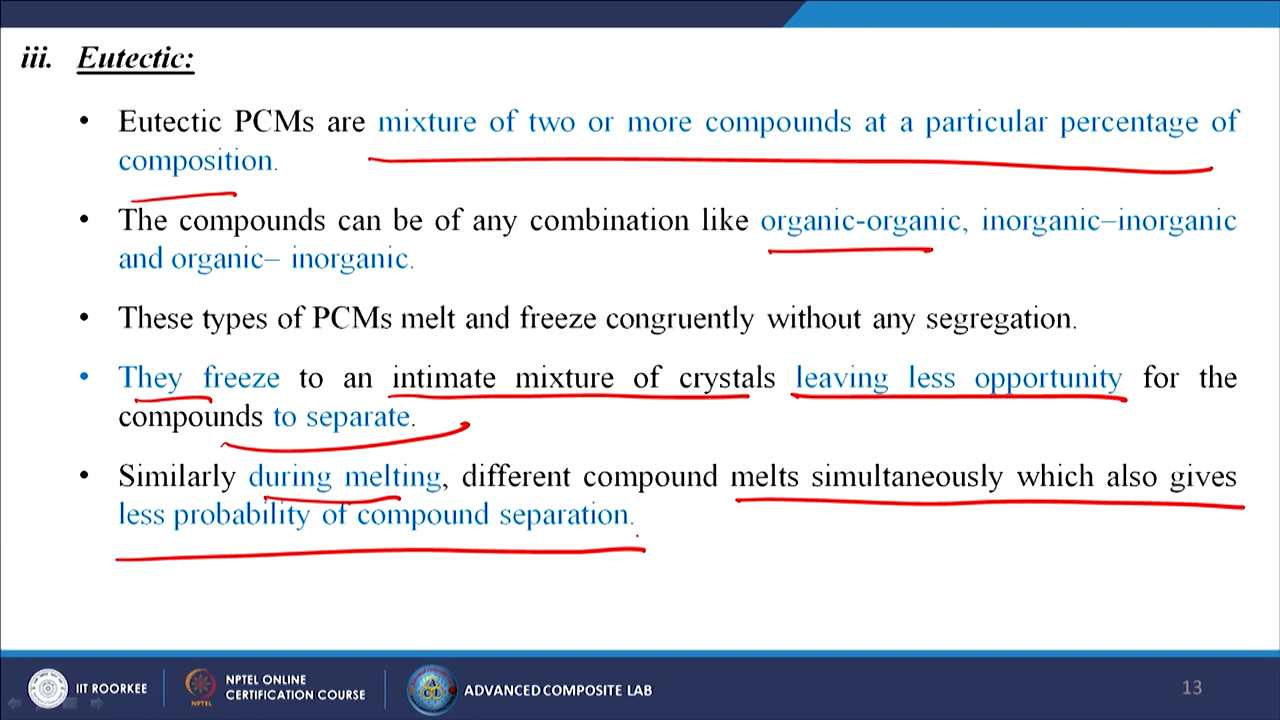 iii. Eutectic:
• Eutectic PCMs are mixture of two or more compounds at a particular percentage of
composition.
• The compounds can be of any combination like organic-organic, inorganic–inorganic
and organic– inorganic.
• These types of PCMs melt and freeze congruently without any segregation.
• They freeze to an intimate mixture of crystals leaving less opportunity for the
compounds to separate.
• Similarly during melting, different compound melts simultaneously which also gives
less probability of compound separation.
IIT ROORKEE
NPTEL
NPTEL ONLINE
CERTIFICATION COURSE
ACL
ADVANCED COMPOSITE LAB
13